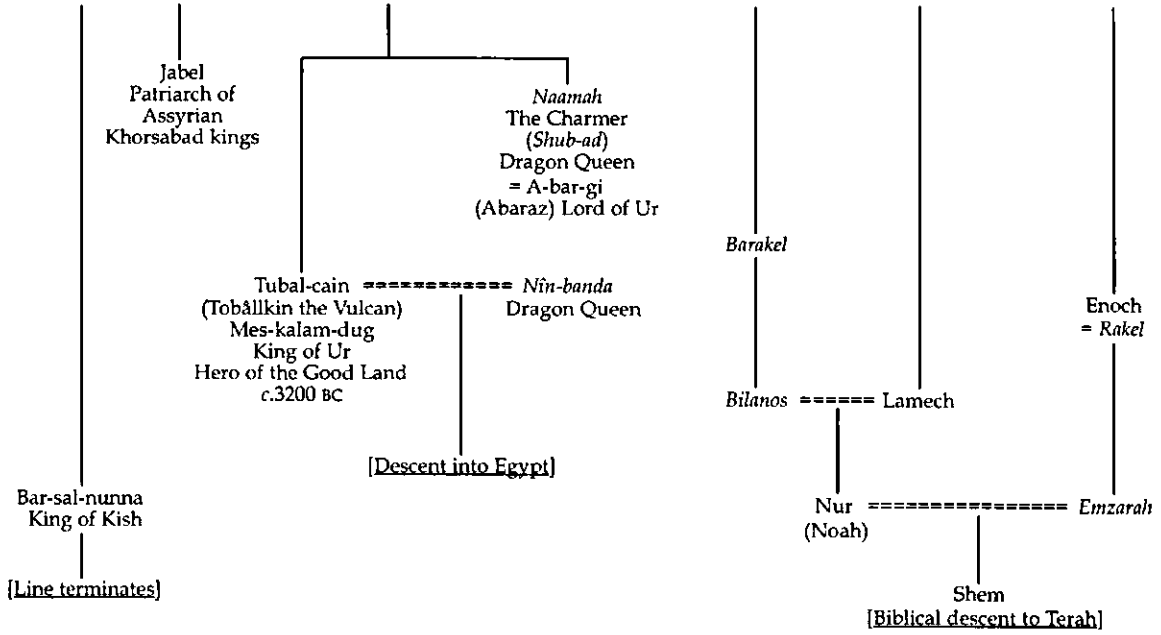 Jabel
Patriarch of
Assyrian
Khorsabad kings
Naamah
The Charmer
(Shub-ad)
Dragon Queen
= A-bar-gi
(Abaraz) Lord of Ur
Barakel
Tubal-cain =========== Nîn-banda
(Tobâllkin the Vulcan) Dragon Queen
Mes-kalam-dug
King of Ur
Hero of the Good Land
c.3200 BC
Enoch
= Rakel
Bilanos ====== Lamech
[Descent into Egypt]
Bar-sal-nunna
King of Kish
Nur =============== Emzarah
(Noah)
[Line terminates]
Shem
[Biblical descent to Terah]